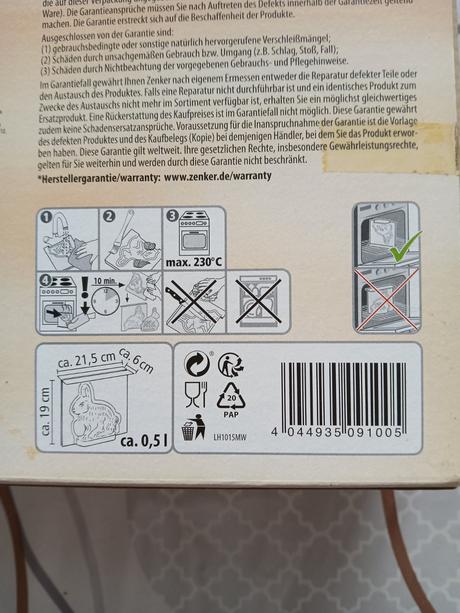 Ware). Die Garantieansprüche müssen Sie nach Auftreten des Defekts innerhalb der Garantiezeit geltend
machen. Die Garantie erstreckt sich auf die Beschaffenheit der Produkte.
Ausgeschlossen von der Garantie sind:
(1) gebrauchsbedingte oder sonstige natürlich hervorgerufene Verschleißmängel;
(2) Schäden durch unsachgemäßen Gebrauch bzw. Umgang (z.B. Schlag, Stoß, Fall);
(3) Schäden durch Nichtbeachtung der vorgegebenen Gebrauchs- und Pflegehinweise.
Im Garantiefall gewährt Ihnen Zenker nach eigenem Ermessen entweder die Reparatur defekter Teile oder
den Austausch des Produktes. Falls eine Reparatur nicht durchführbar ist und ein identisches Produkt zum
Zwecke des Austauschs nicht mehr im Sortiment verfügbar ist, erhalten Sie ein möglichst gleichwertiges
Ersatzprodukt. Eine Rückerstattung des Kaufpreises ist im Garantiefall nicht möglich. Diese Garantie gewährt
zudem keine Schadensersatzansprüche. Voraussetzung für die Inanspruchnahme der Garantie ist die Vorlage
des defekten Produktes und des Kaufbelegs (Kopie) bei demjenigen Händler, bei dem Sie das Produkt erwor-
ben haben. Diese Garantie gilt weltweit. Ihre gesetzlichen Rechte, insbesondere Gewährleistungsrechte,
gelten für Sie weiterhin und werden durch diese Garantie nicht beschränkt.
*Herstellergarantie/warranty: www.zenker.de/warranty
1 2 3
max. 230°C
4 10 min.
ca. 21,5 cm ca. 6cm
ca. 19 cm
ca. 0,5 l
20
PAP
LH1015MW
4 044935 091005